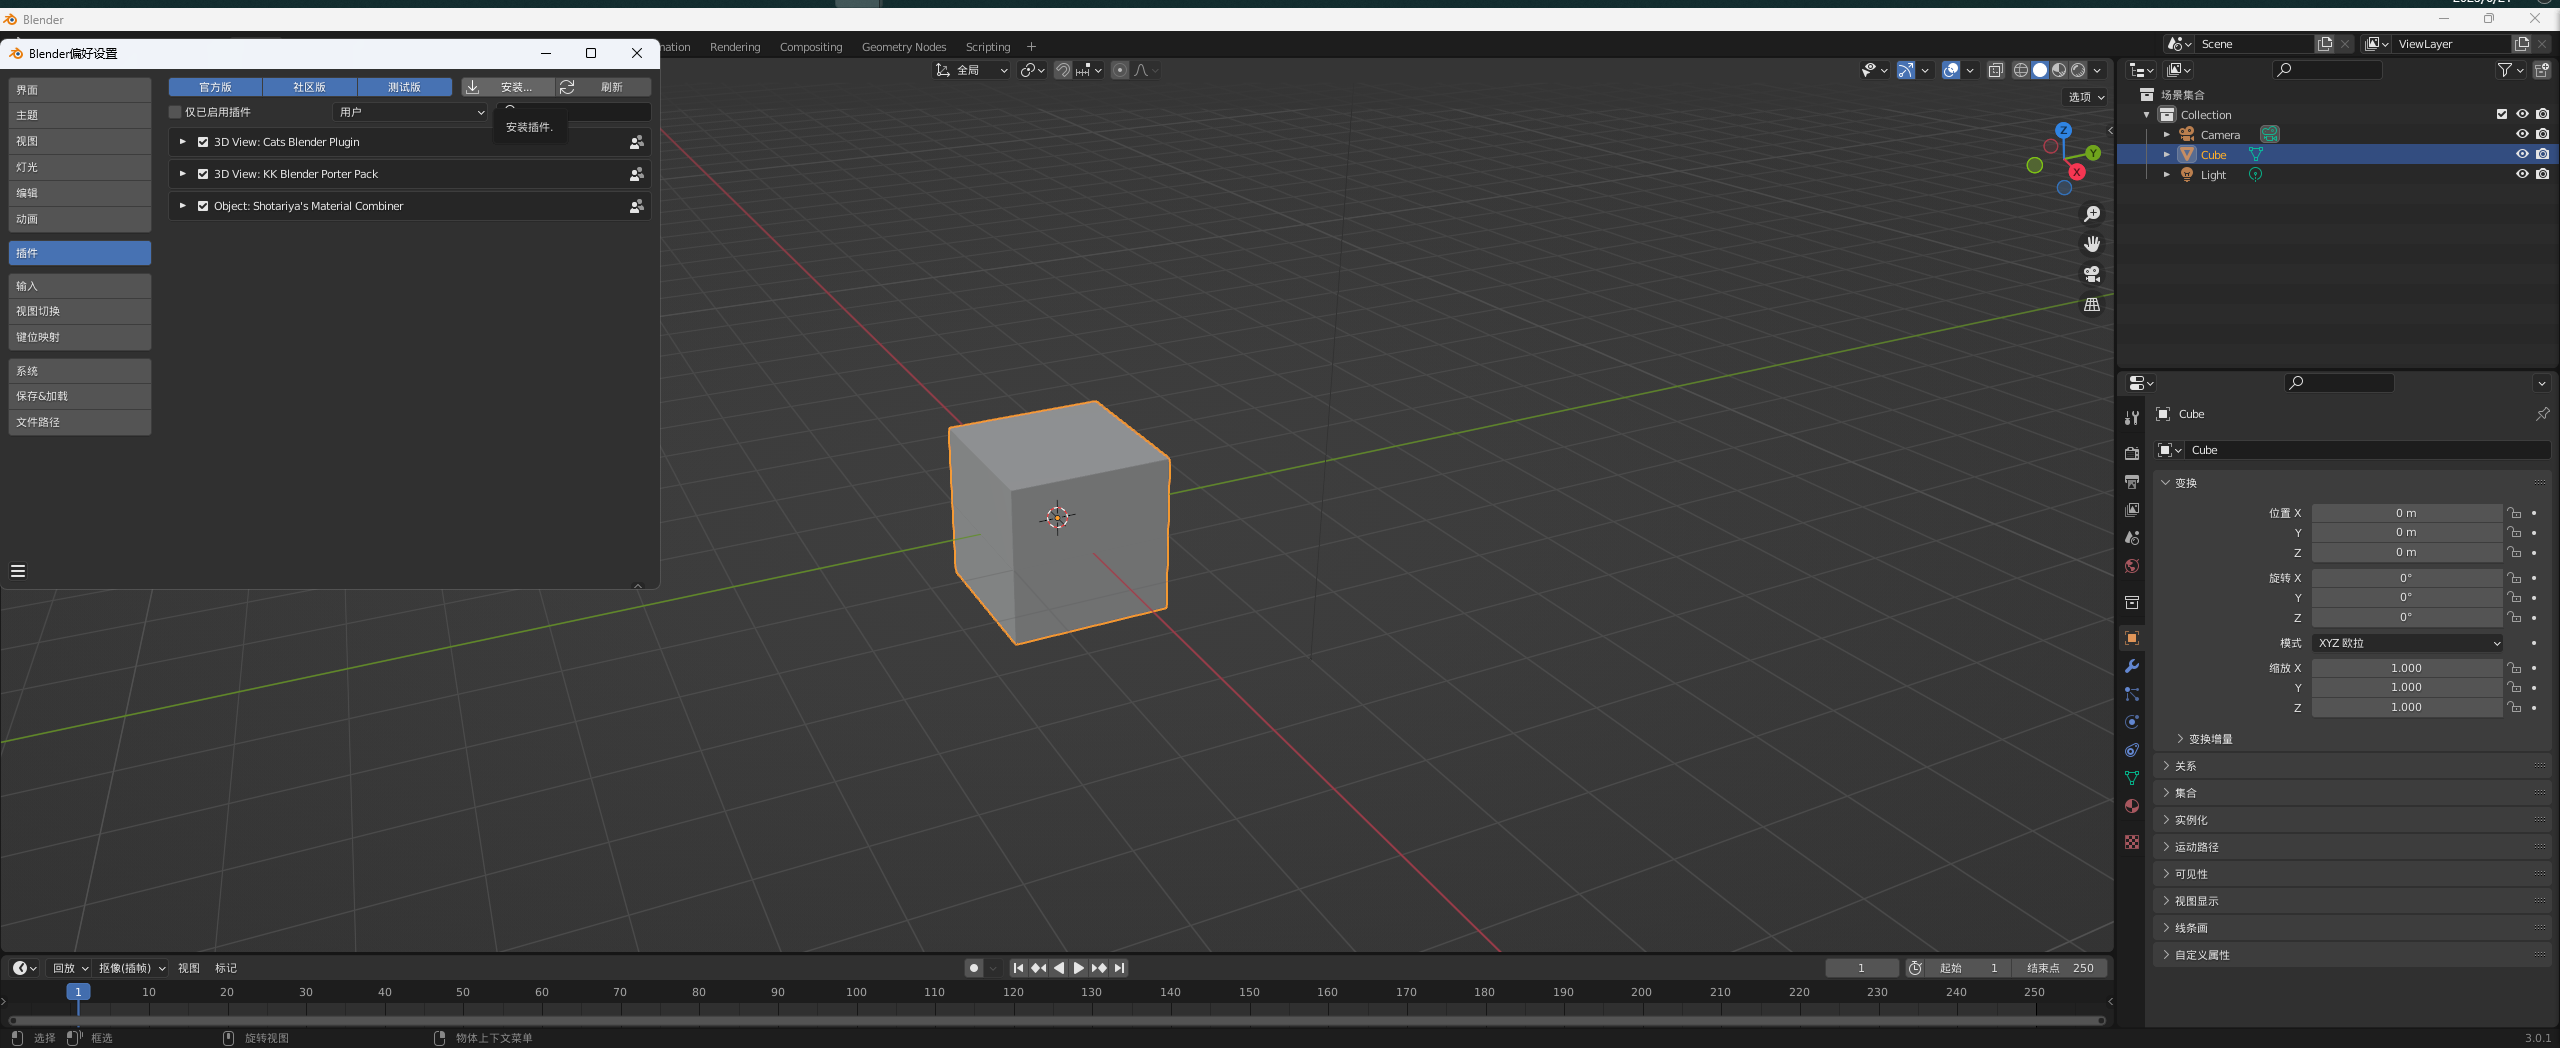 Blender
Blender偏好设置
Rendering
Compositing
Geometry Nodes
Scripting
Scene
ViewLayer
界面
主题
视图
灯光
编辑
动画
插件
输入
视图切换
键位映射
系统
保存&加载
文件路径
官方版
社区版
测试版
安装...
刷新
仅已启用插件
用户
安装插件.
3D View: Cats Blender Plugin
3D View: KK Blender Porter Pack
Object: Shotariya's Material Combiner
全局
选项
Z
Y
X
场景集合
Collection
Camera
Cube
Light
Cube
Cube
变换
位置 X 0 m
Y 0 m
Z 0 m
旋转 X 0°
Y 0°
Z 0°
模式 XYZ 欧拉
缩放 X 1.000
Y 1.000
Z 1.000
变换增量
关系
集合
实例化
运动路径
可见性
视图显示
线条画
自定义属性
回放 抠像(插帧) 视图 标记
1 起始 1 结束点 250
1 10 20 30 40 50 60 70 80 90 100 110 120 130 140 150 160 170 180 190 200 210 220 230 240 250
选择 框选 旋转视图 物体上下文菜单 3.0.1